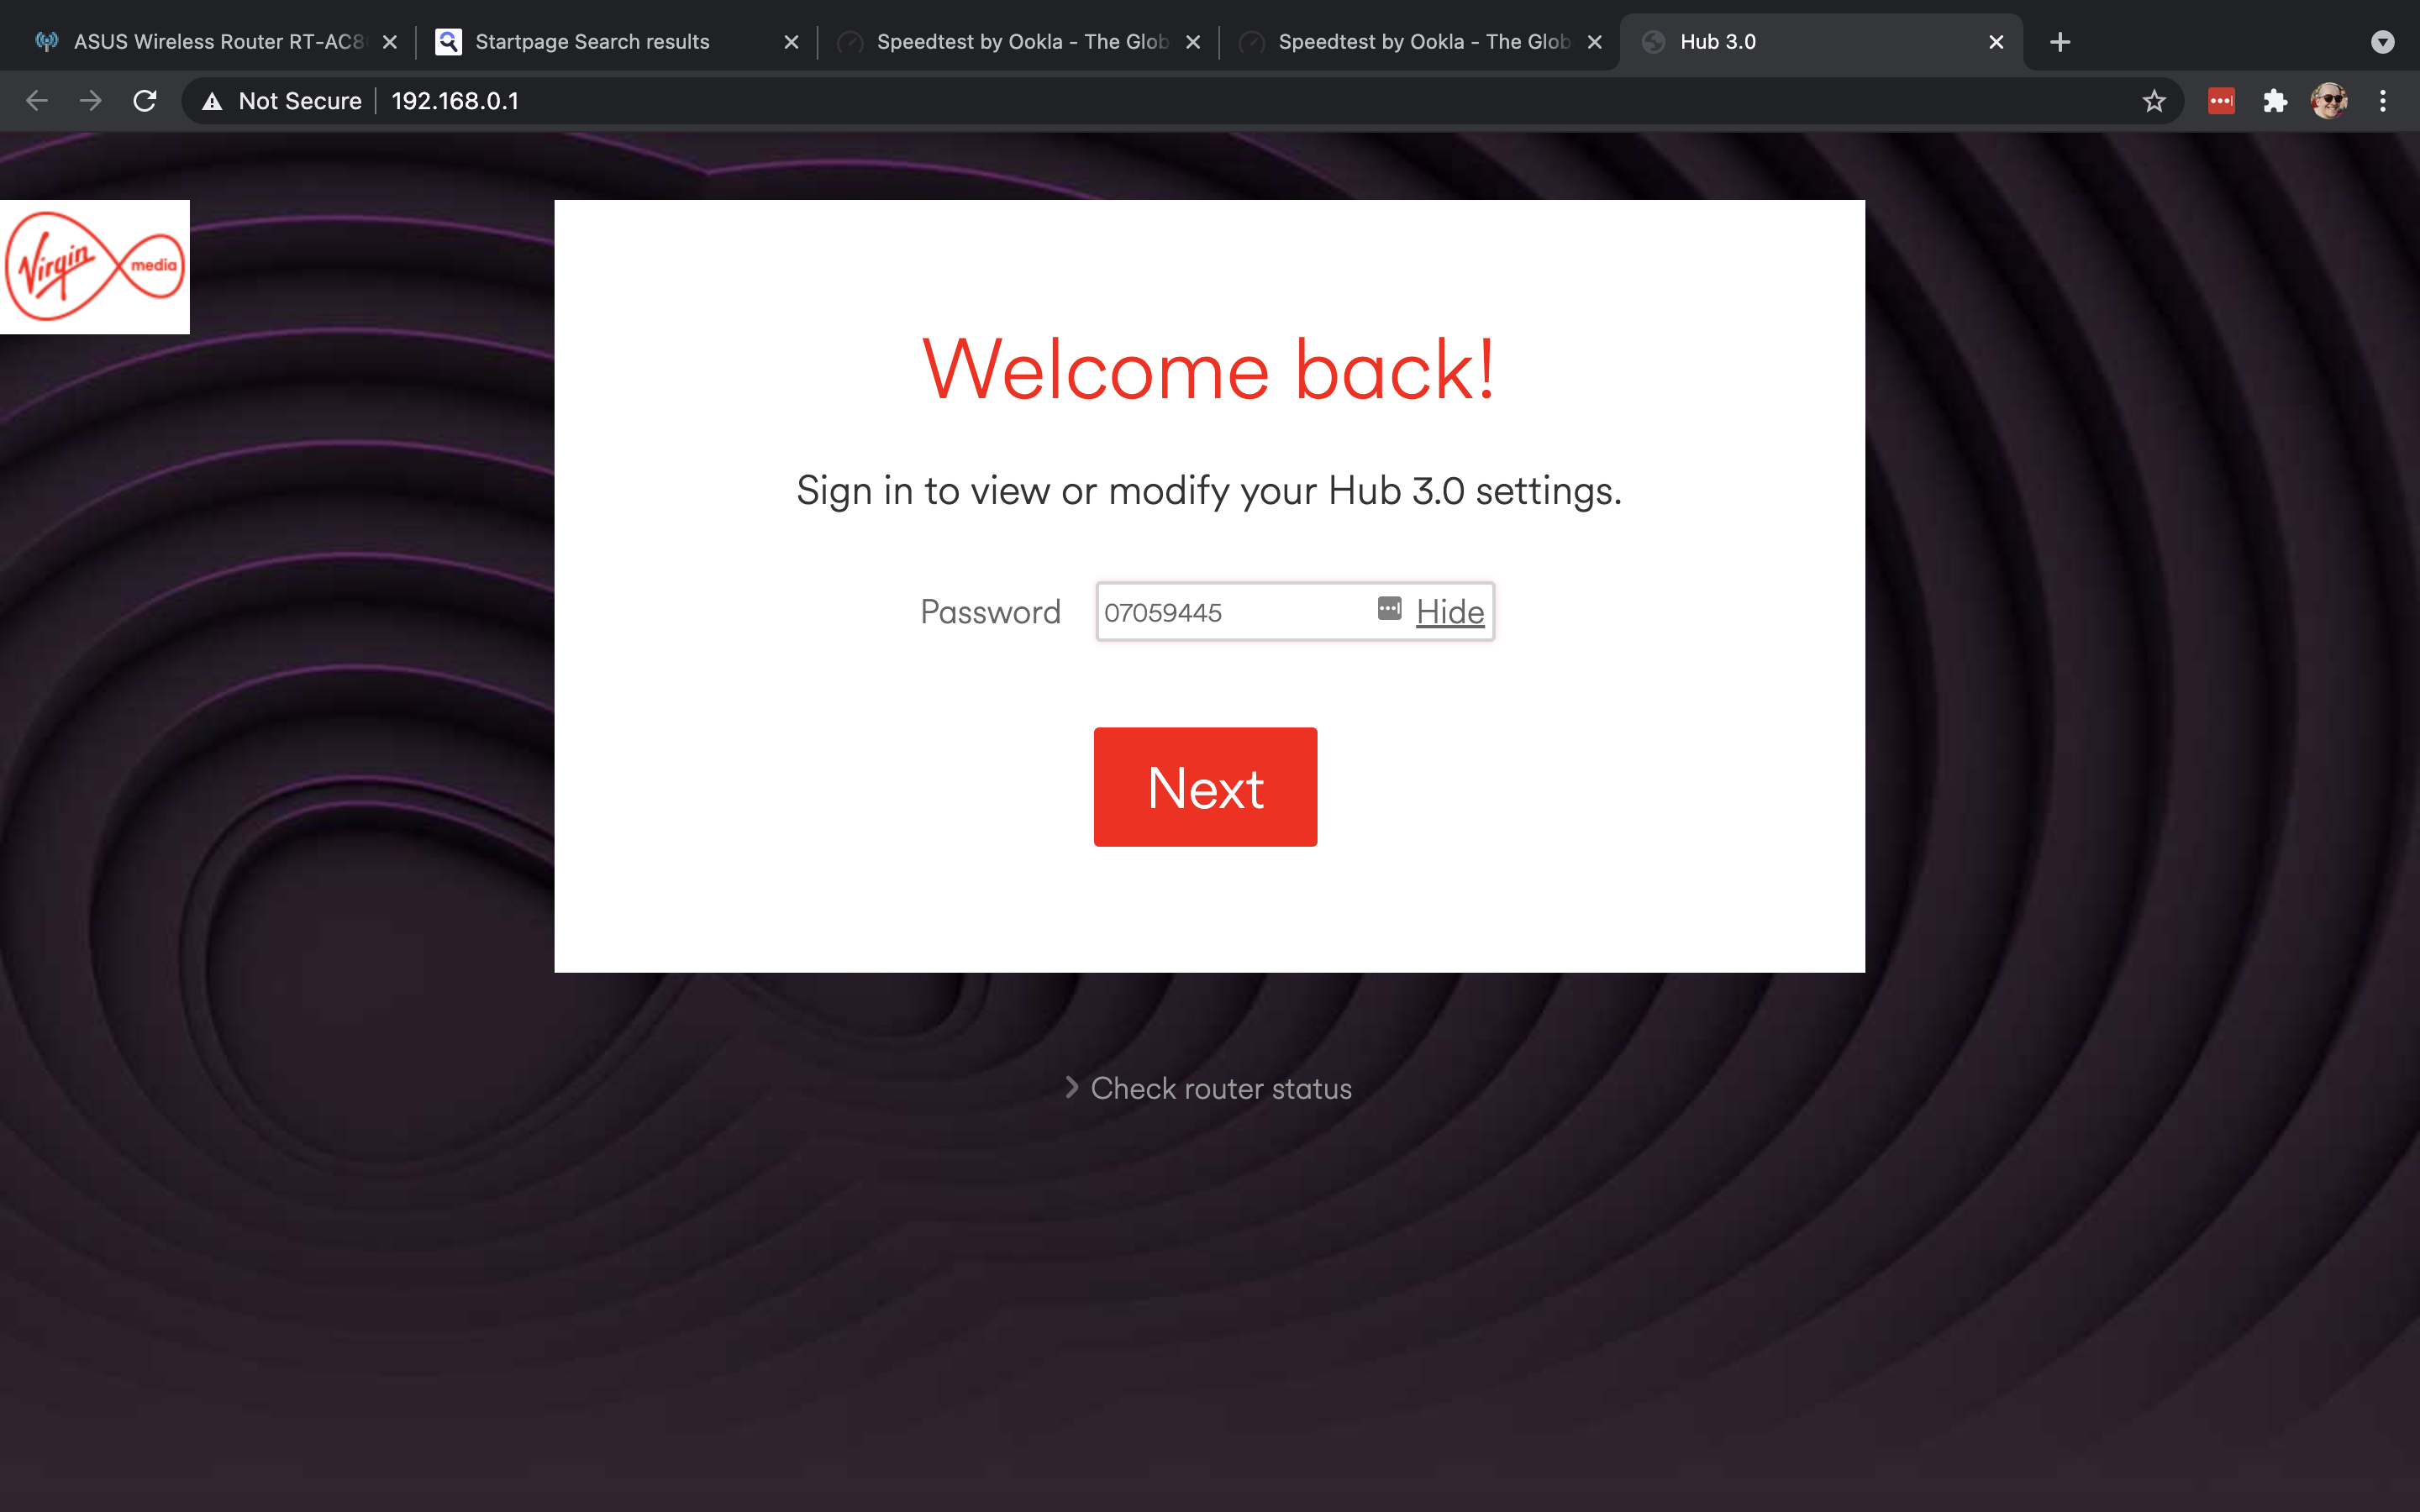 ASUS Wireless Router RT-AC8
Startpage Search results
Speedtest by Ookla - The Glob
Speedtest by Ookla - The Glob
Hub 3.0
Not Secure
192.168.0.1
Virgin media
Welcome back!
Sign in to view or modify your Hub 3.0 settings.
Password 07059445 Hide
Next
Check router status